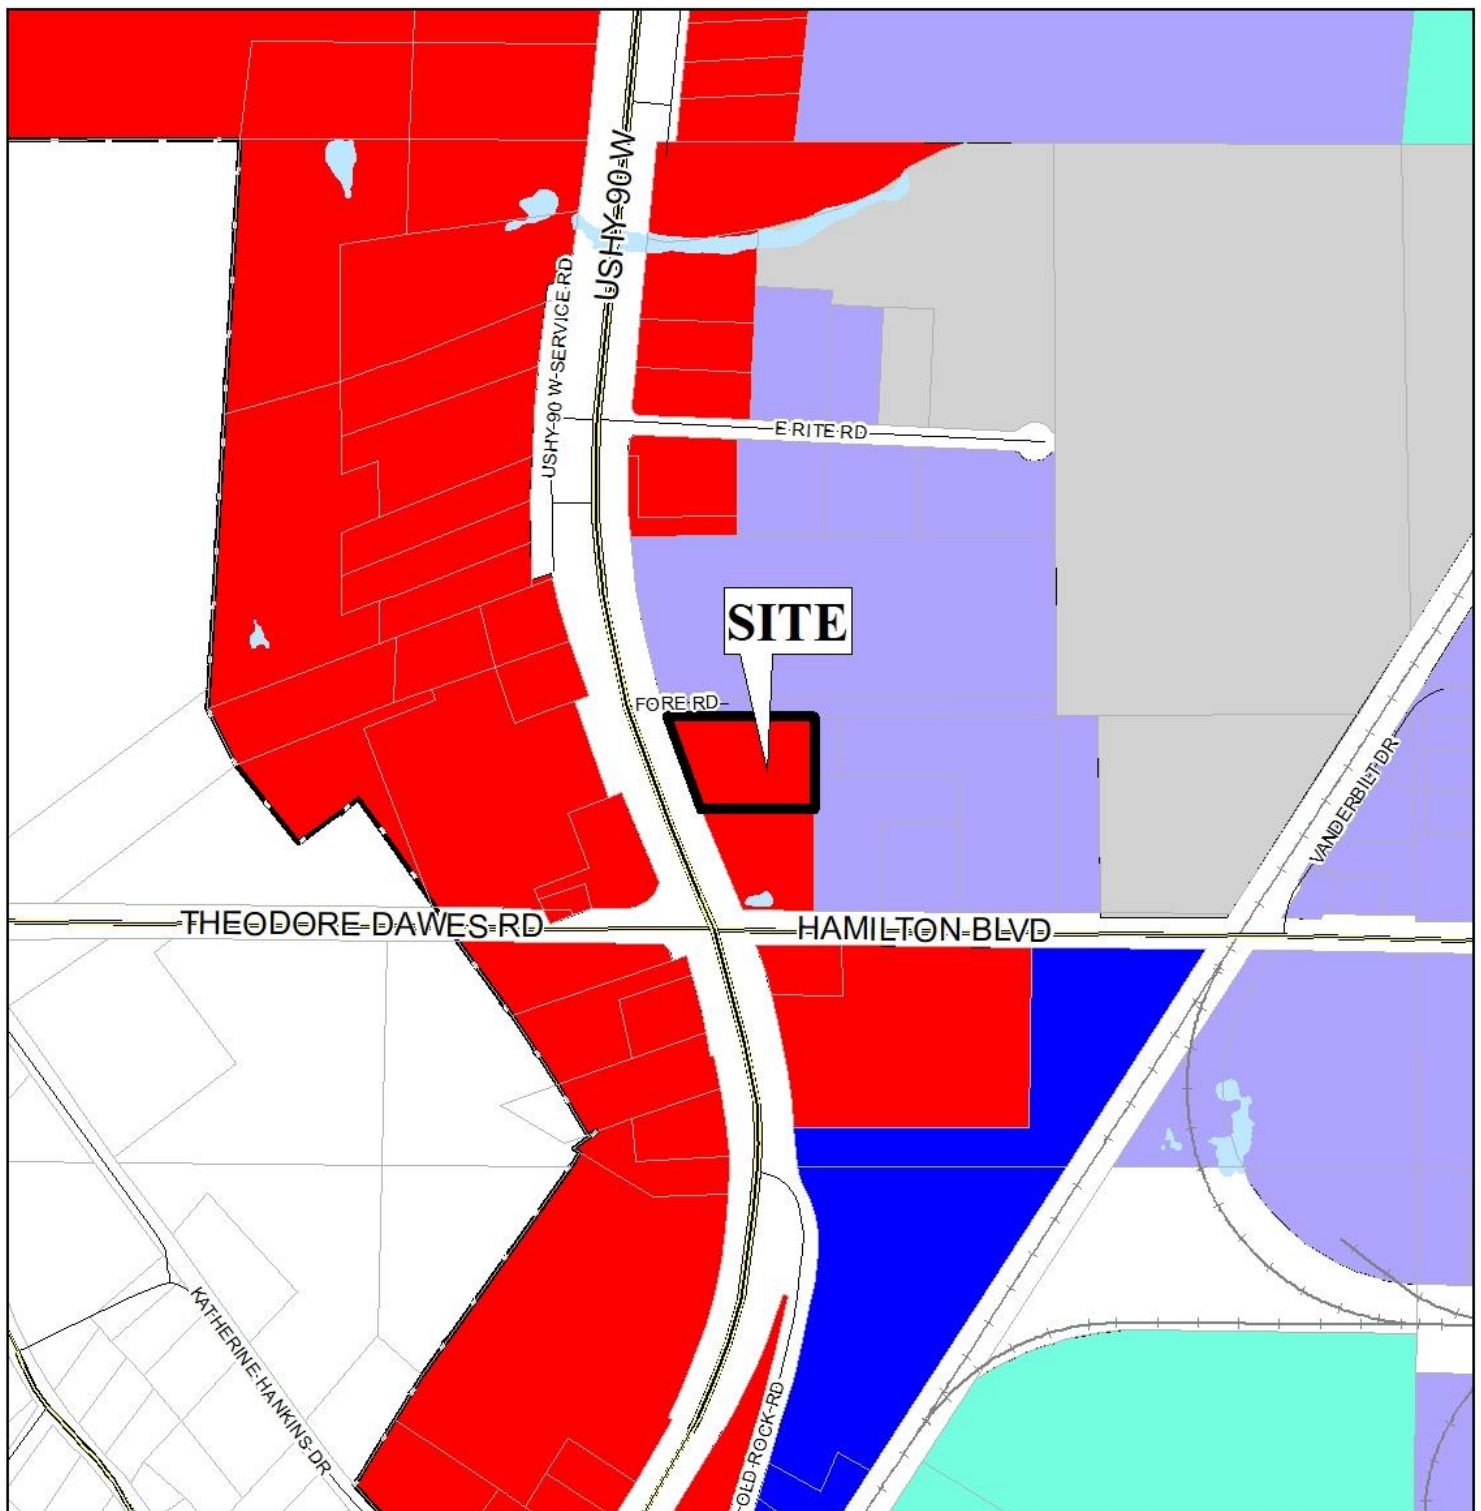 USHY-90-W
USHY-90 W-SERVICE-RD
E-RITE-RD
SITE
FORE-RD
VANDERBILT-DR
THEODORE-DAWES-RD
HAMILTON-BLVD
KATHERINE-HANKINS-DR
OLD-ROCK-RD